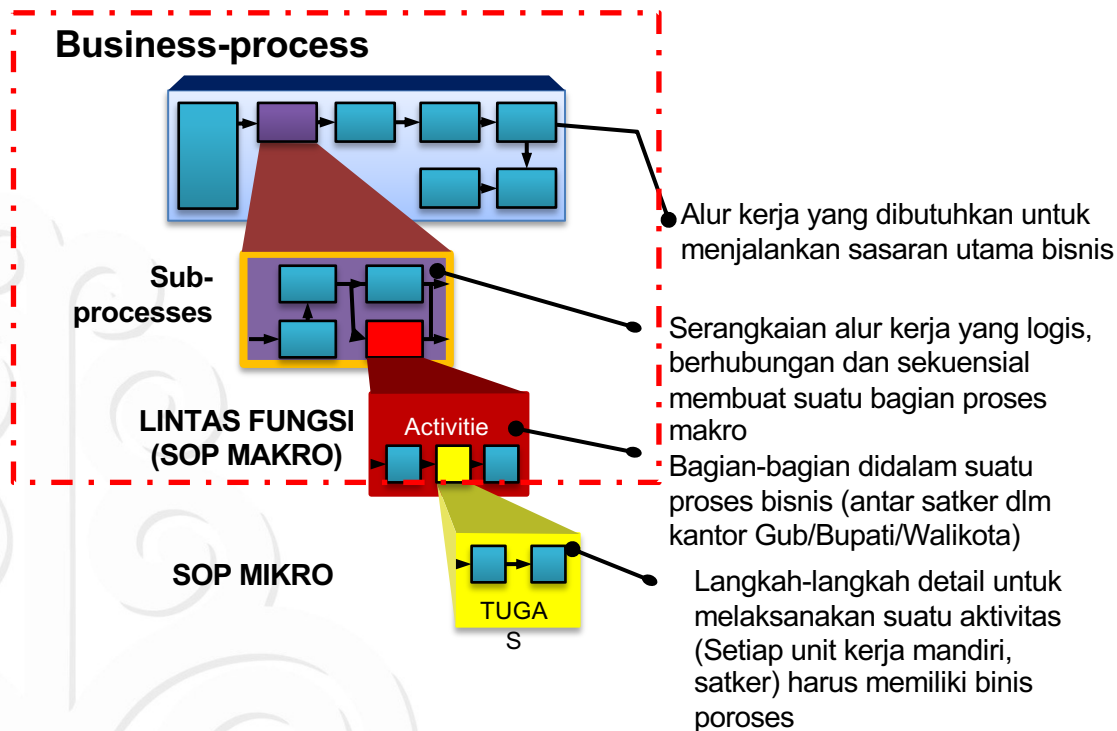 Business-process
Alur kerja yang dibutuhkan untuk
menjalankan sasaran utama bisnis
Sub-
processes
Serangkaian alur kerja yang logis,
berhubungan dan sekuensial
membuat suatu bagian proses
makro
LINTAS FUNGSI
(SOP MAKRO)
Activitie
Bagian-bagian didalam suatu
proses bisnis (antar satker dlm
kantor Gub/Bupati/Walikota)
SOP MIKRO
TUGA
S
Langkah-langkah detail untuk
melaksanakan suatu aktivitas
(Setiap unit kerja mandiri,
satker) harus memiliki binis
poroses